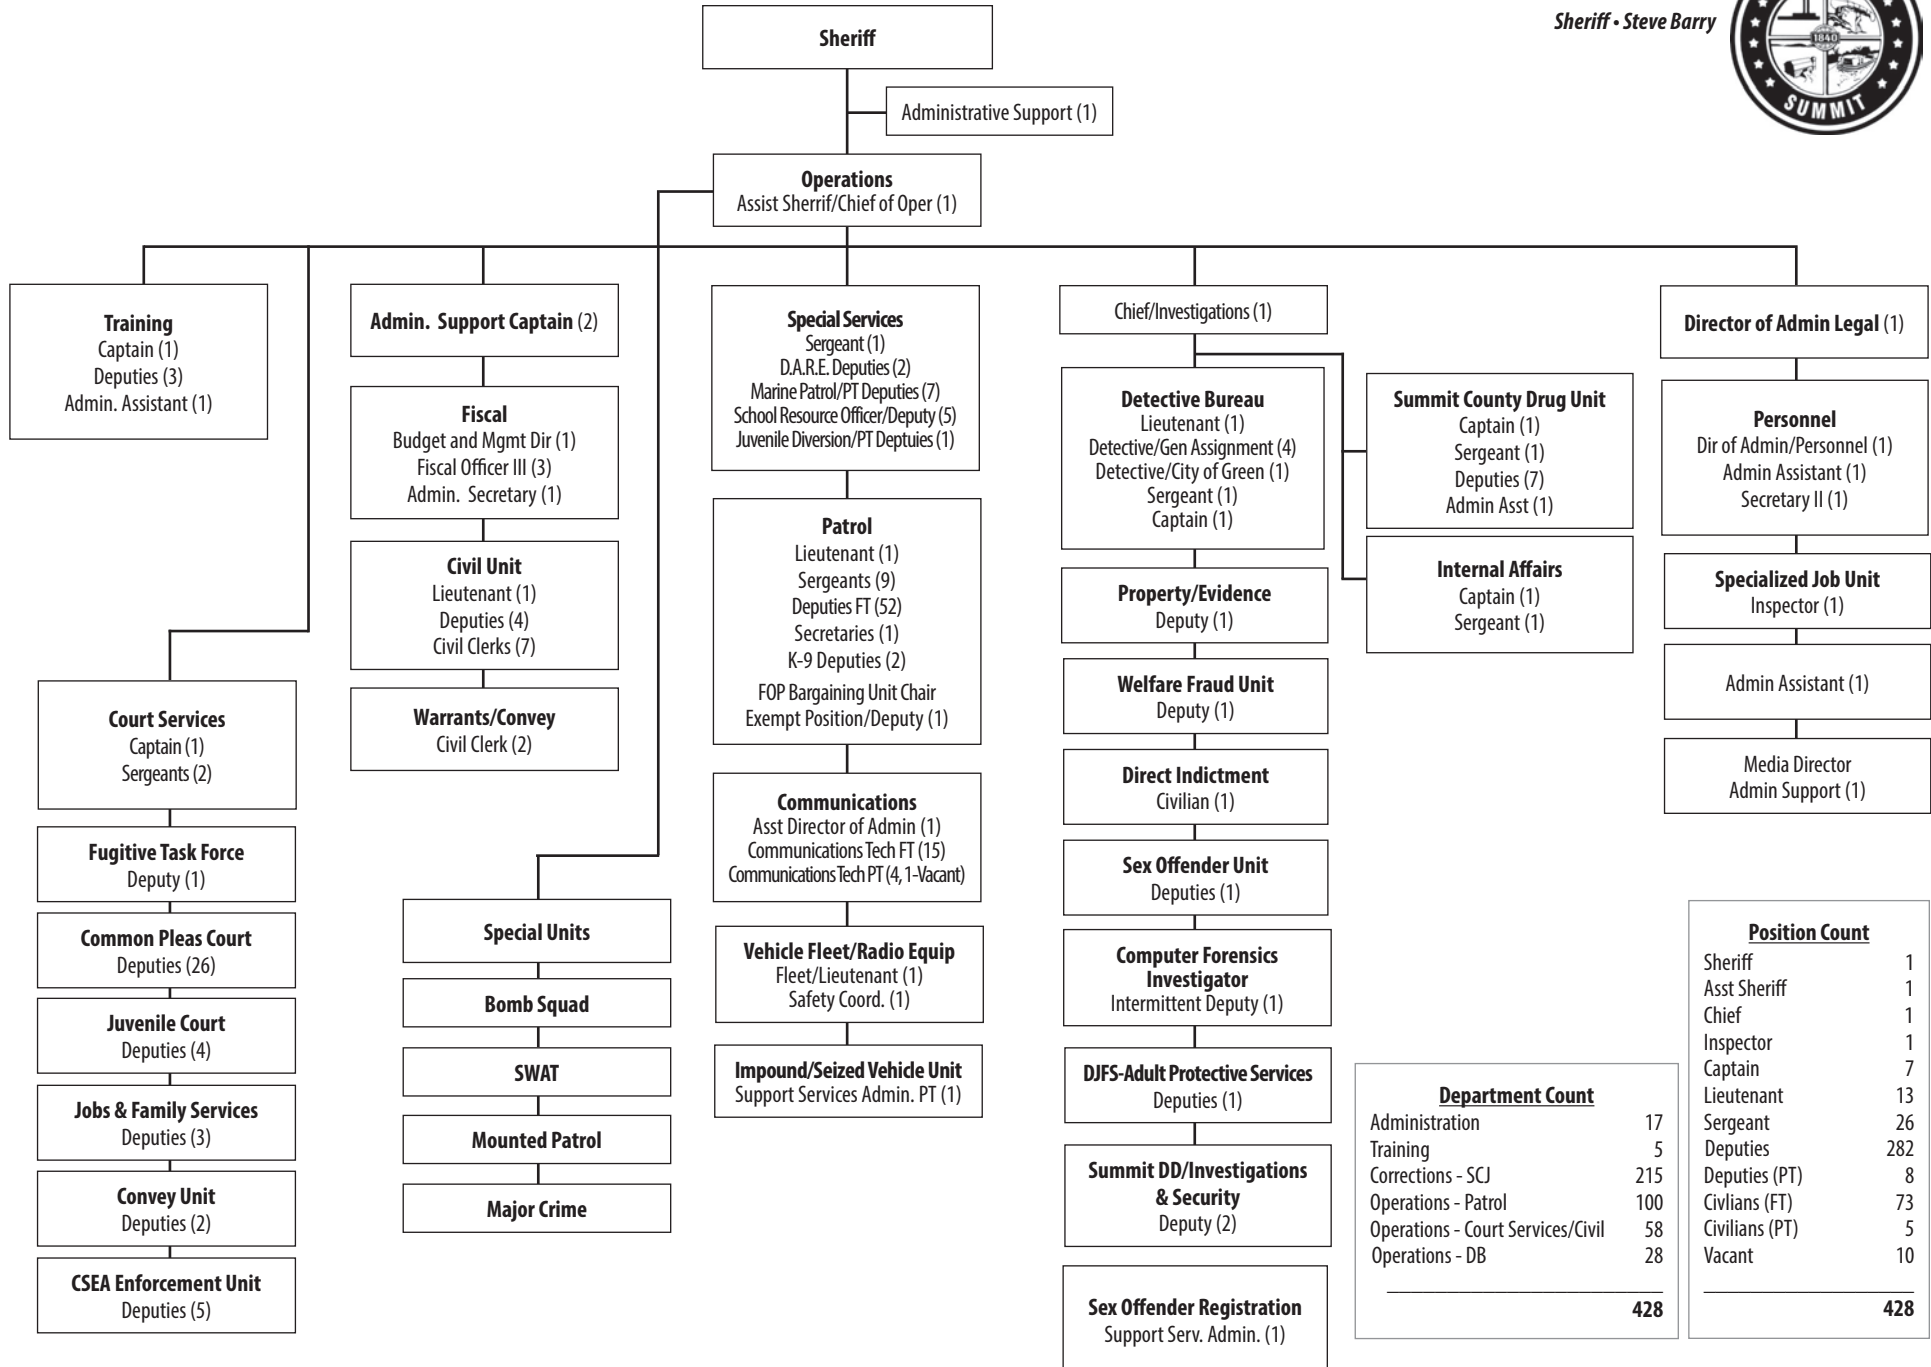 Sheriff • Steve Barry
1840
SUMMIT
Sheriff
Administrative Support (1)
Operations
Assist Sherrif/Chief of Oper (1)
Training
Captain (1)
Deputies (3)
Admin. Assistant (1)
Court Services
Captain (1)
Sergeants (2)
Fugitive Task Force
Deputy (1)
Common Pleas Court
Deputies (26)
Juvenile Court
Deputies (4)
Jobs & Family Services
Deputies (3)
Convey Unit
Deputies (2)
CSEA Enforcement Unit
Deputies (5)
Admin. Support Captain (2)
Fiscal
Budget and Mgmt Dir (1)
Fiscal Officer III (3)
Admin. Secretary (1)
Civil Unit
Lieutenant (1)
Deputies (4)
Civil Clerks (7)
Warrants/Convey
Civil Clerk (2)
Special Units
Bomb Squad
SWAT
Mounted Patrol
Major Crime
Special Services
Sergeant (1)
D.A.R.E. Deputies (2)
Marine Patrol/PT Deputies (7)
School Resource Officer/Deputy (5)
Juvenile Diversion/PT Deptuies (1)
Patrol
Lieutenant (1)
Sergeants (9)
Deputies FT (52)
Secretaries (1)
K-9 Deputies (2)
FOP Bargaining Unit Chair
Exempt Position/Deputy (1)
Communications
Asst Director of Admin (1)
Communications Tech FT (15)
Communications Tech PT (4, 1-Vacant)
Vehicle Fleet/Radio Equip
Fleet/Lieutenant (1)
Safety Coord. (1)
Impound/Seized Vehicle Unit
Support Services Admin. PT (1)
Chief/Investigations (1)
Detective Bureau
Lieutenant (1)
Detective/Gen Assignment (4)
Detective/City of Green (1)
Sergeant (1)
Captain (1)
Property/Evidence
Deputy (1)
Welfare Fraud Unit
Deputy (1)
Direct Indictment
Civilian (1)
Sex Offender Unit
Deputies (1)
Computer Forensics
Investigator
Intermittent Deputy (1)
DJFS-Adult Protective Services
Deputies (1)
Summit DD/Investigations
& Security
Deputy (2)
Sex Offender Registration
Support Serv. Admin. (1)
Summit County Drug Unit
Captain (1)
Sergeant (1)
Deputies (7)
Admin Asst (1)
Internal Affairs
Captain (1)
Sergeant (1)
Director of Admin Legal (1)
Personnel
Dir of Admin/Personnel (1)
Admin Assistant (1)
Secretary II (1)
Specialized Job Unit
Inspector (1)
Admin Assistant (1)
Media Director
Admin Support (1)
Department Count
Administration 17
Training 5
Corrections - SCJ 215
Operations - Patrol 100
Operations - Court Services/Civil 58
Operations - DB 28
428
Position Count
Sheriff 1
Asst Sheriff 1
Chief 1
Inspector 1
Captain 7
Lieutenant 13
Sergeant 26
Deputies 282
Deputies (PT) 8
Civilians (FT) 73
Civilians (PT) 5
Vacant 10
428